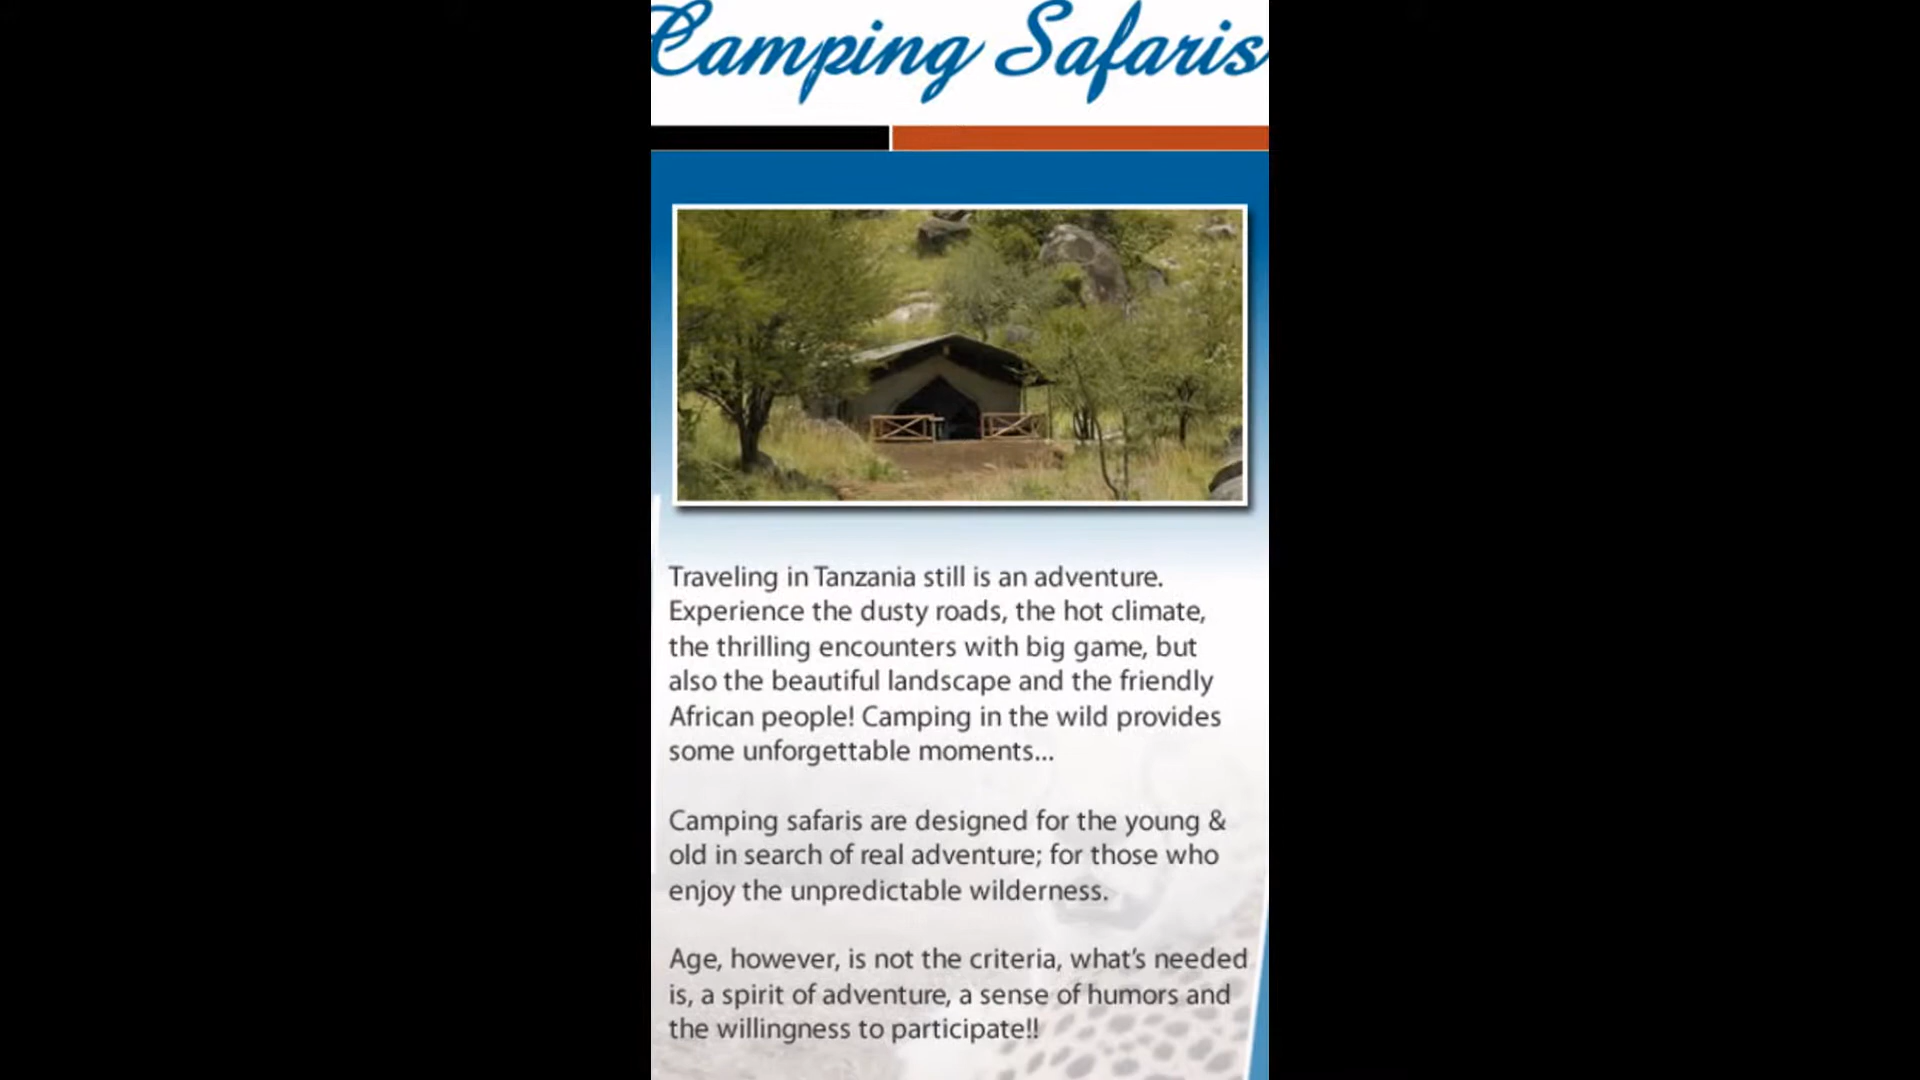 Camping Safaris
Traveling in Tanzania still is an adventure.
Experience the dusty roads, the hot climate,
the thrilling encounters with big game, but
also the beautiful landscape and the friendly
African people! Camping in the wild provides
some unforgettable moments...
Camping safaris are designed for the young &
old in search of real adventure; for those who
enjoy the unpredictable wilderness.
Age, however, is not the criteria, what's needed
is, a spirit of adventure, a sense of humors and
the willingness to participate!!